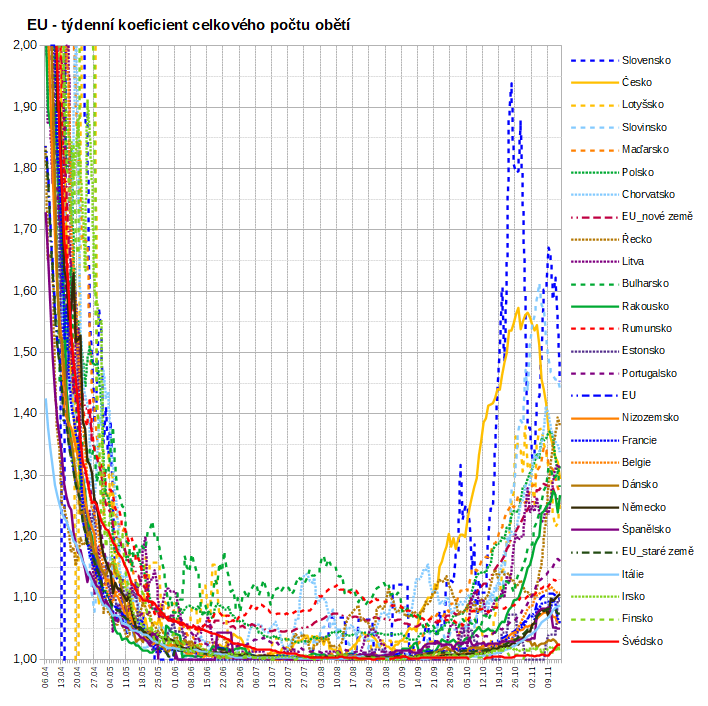 EU - týdenní koeficient celkového počtu obětí
2,00
1,90
1,80
1,70
1,60
1,50
1,40
1,30
1,20
1,10
1,00
06.04
13.04
20.04
27.04
04.05
11.05
18.05
25.05
01.06
08.06
15.06
22.06
29.06
06.07
13.07
20.07
27.07
03.08
10.08
17.08
24.08
31.08
07.09
14.09
21.09
28.09
05.10
12.10
19.10
26.10
02.11
09.11
Slovensko
Česko
Lotyšsko
Slovinsko
Maďarsko
Polsko
Chorvatsko
EU_nové země
Řecko
Litva
Bulharsko
Rakousko
Rumunsko
Estonsko
Portugalsko
EU
Nizozemsko
Francie
Belgie
Dánsko
Německo
Španělsko
EU_staré země
Itálie
Irsko
Finsko
Švédsko